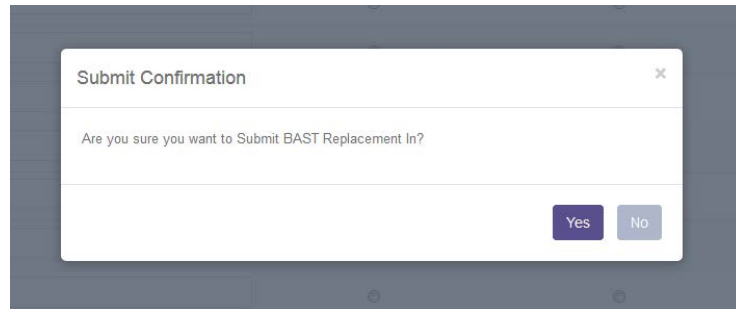 Submit Confirmation
×
Are you sure you want to Submit BAST Replacement In?
Yes No